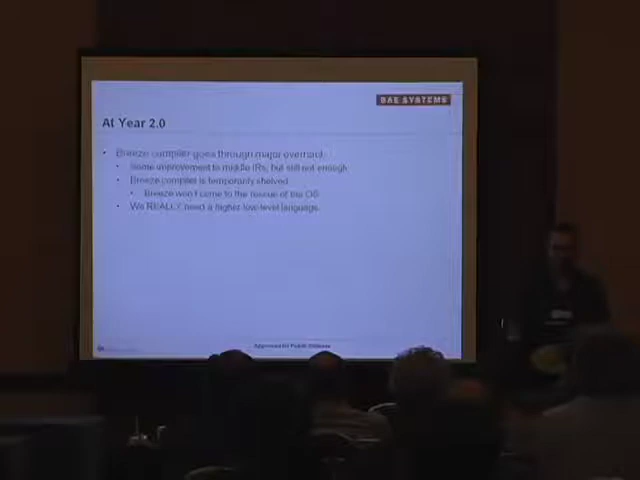 BAE SYSTEMS
At Year 2.0
Breeze compiler goes through major overhaul.
Some improvement to middle IRs, but still not enough
Breeze compiler is temporarily shelved
Breeze won't come to the rescue of the OS
We REALLY need a higher low-level language.
Approved for Public Release